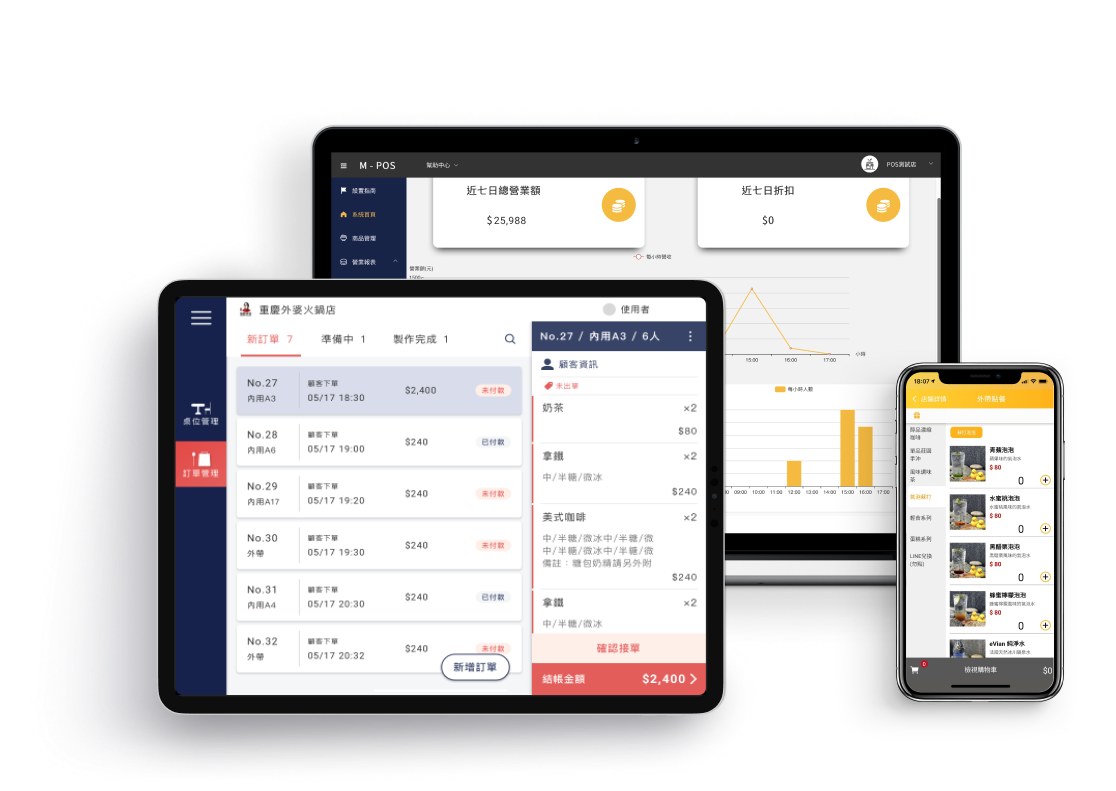 M - POS
幫助中心
POS測試店
設置指南
系統首頁
商品管理
營業報表
近七日總營業額
$25,988
近七日折扣
$0
每小時營收
營業額(元)
15:00
16:00
17:00
小時
每小時人數
09:00
10:00
11:00
12:00
13:00
14:00
15:00
16:00
17:00
重慶外婆火鍋店
使用者
桌位管理
訂單管理
新訂單 7
準備中 1
製作完成 1
No.27
內用A3
顧客下單
05/17 18:30
$2,400
未付款
No.28
內用A6
顧客下單
05/17 19:00
$240
已付款
No.29
內用A17
顧客下單
05/17 19:20
$240
未付款
No.30
外帶
顧客下單
05/17 19:30
$240
未付款
No.31
內用A4
顧客下單
05/17 20:30
$240
已付款
No.32
外帶
顧客下單
05/17 20:32
$240
未付款
新增訂單
No.27 / 內用A3 / 6人
顧客資訊
未出單
奶茶 ×2
$80
拿鐵 ×2
中/半糖/微冰
$240
美式咖啡 ×2
中/半糖/微冰中/半糖/微
中/半糖/微冰中/半糖/微
備註：糖包奶精請另外附
$240
拿鐵 ×2
中/半糖/微冰
確認接單
結帳金額 $2,400
18:07
店鋪詳情
外帶點餐
醇品濃縮
咖啡
單品莊園
手沖
風味調味
茶
氣泡蘇打
輕食系列
蛋糕系列
LINE兌換
(勿點)
青蘋泡泡
蘋果味的氣泡水
$ 80
0
水蜜桃泡泡
水蜜桃風味的氣泡水
$ 80
0
黑醋栗泡泡
黑醋栗風味的氣泡水
$ 80
0
蜂蜜檸檬泡泡
蜂蜜檸檬風味的氣泡水
$ 80
0
eVian 純淨水
法國天然冰川礦泉水
0
檢視購物車
$0